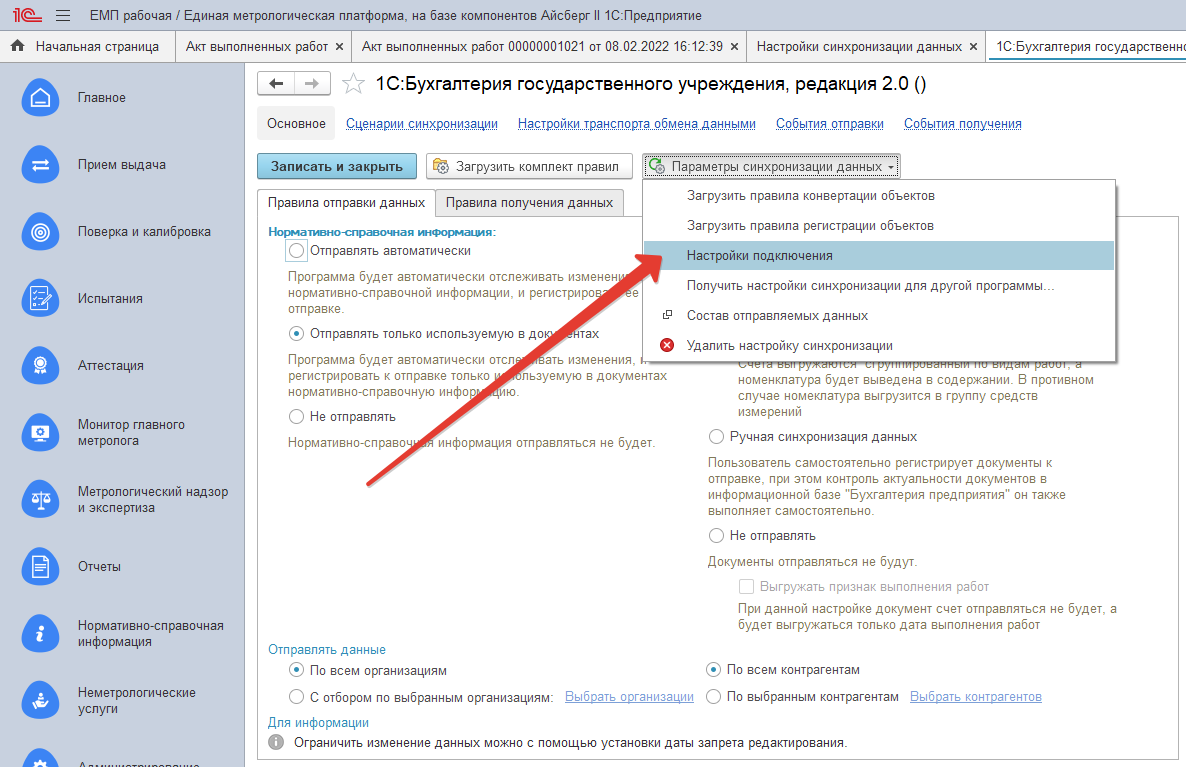 1С ЕМП рабочая / Единая метрологическая платформа, на базе компонентов Айсберг II 1С:Предприятие
Начальная страница
Акт выполненных работ ×
Акт выполненных работ 00000001021 от 08.02.2022 16:12:39 ×
Настройки синхронизации данных ×
1С:Бухгалтерия государственно
Главное
Прием выдача
Поверка и калибровка
Испытания
Аттестация
Монитор главного
метролога
Метрологический надзор
и экспертиза
Отчеты
Нормативно-справочная
информация
Неметрологические
услуги
Администрирование
1С:Бухгалтерия государственного учреждения, редакция 2.0 ()
Основное
Сценарии синхронизации
Настройки транспорта обмена данными
События отправки
События получения
Записать и закрыть
Загрузить комплект правил
Параметры синхронизации данных
Загрузить правила конвертации объектов
Загрузить правила регистрации объектов
Настройки подключения
Получить настройки синхронизации для другой программы...
Состав отправляемых данных
Удалить настройку синхронизации
Правила отправки данных
Правила получения данных
Нормативно-справочная информация:
Отправлять автоматически
Программа будет автоматически отслеживать изменения
нормативно-справочной информации, и регистрировать ее
отправке.
Отправлять только используемую в документах
Программа будет автоматически отслеживать изменения, и
регистрировать к отправке только используемую в документах
нормативно-справочную информацию.
Не отправлять
Нормативно-справочная информация отправляться не будет.
Счета выгружаются сгруппированный по видам работ, а
номенклатура будет выведена в содержании. В противном
случае номеклатура выгрузится в группу средств
измерений
Ручная синхронизация данных
Пользователь самостоятельно регистрирует документы к
отправке, при этом контроль актуальности документов в
информационной базе "Бухгалтерия предприятия" он также
выполняет самостоятельно.
Не отправлять
Документы отправляться не будут.
Выгружать признак выполнения работ
При данной настройке документ счет отправляться не будет, а
будет выгружаться только дата выполнения работ
Отправлять данные
По всем организациям
С отбором по выбранным организациям: Выбрать организации
По всем контрагентам
По выбранным контрагентам Выбрать контрагентов
Для информации
Ограничить изменение данных можно с помощью установки даты запрета редактирования.